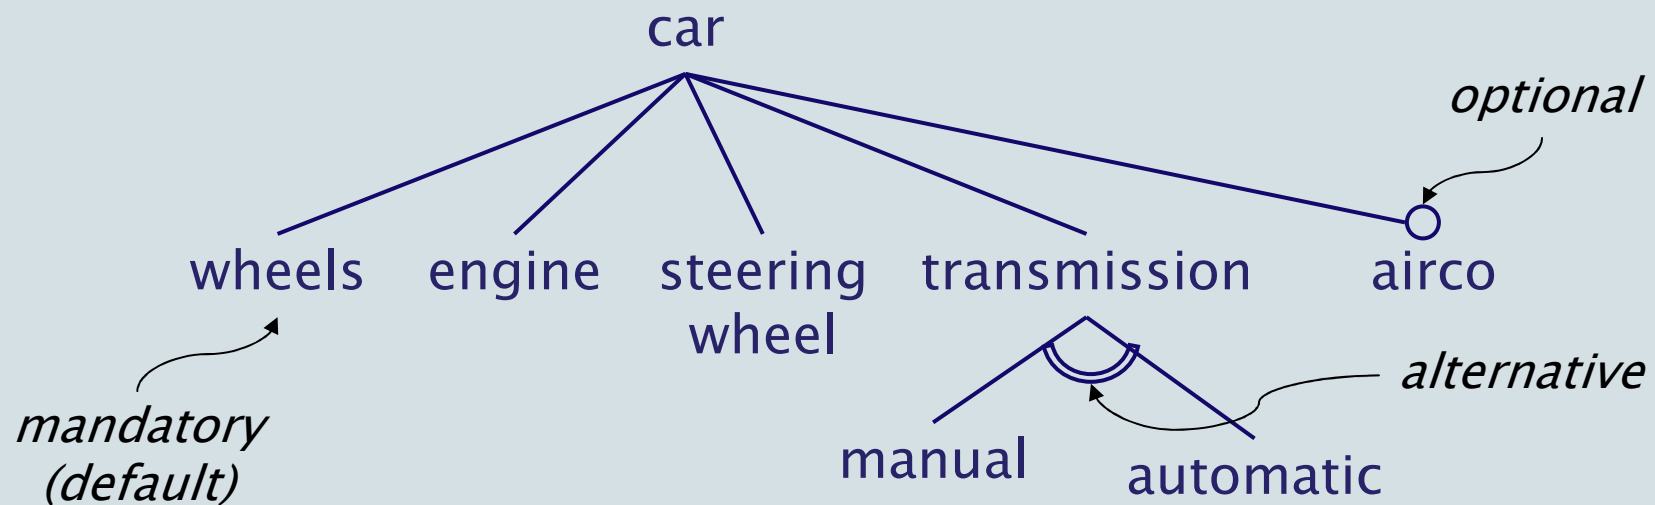 car
optional
wheels engine steering transmission airco
wheel
alternative
mandatory
(default)
manual automatic